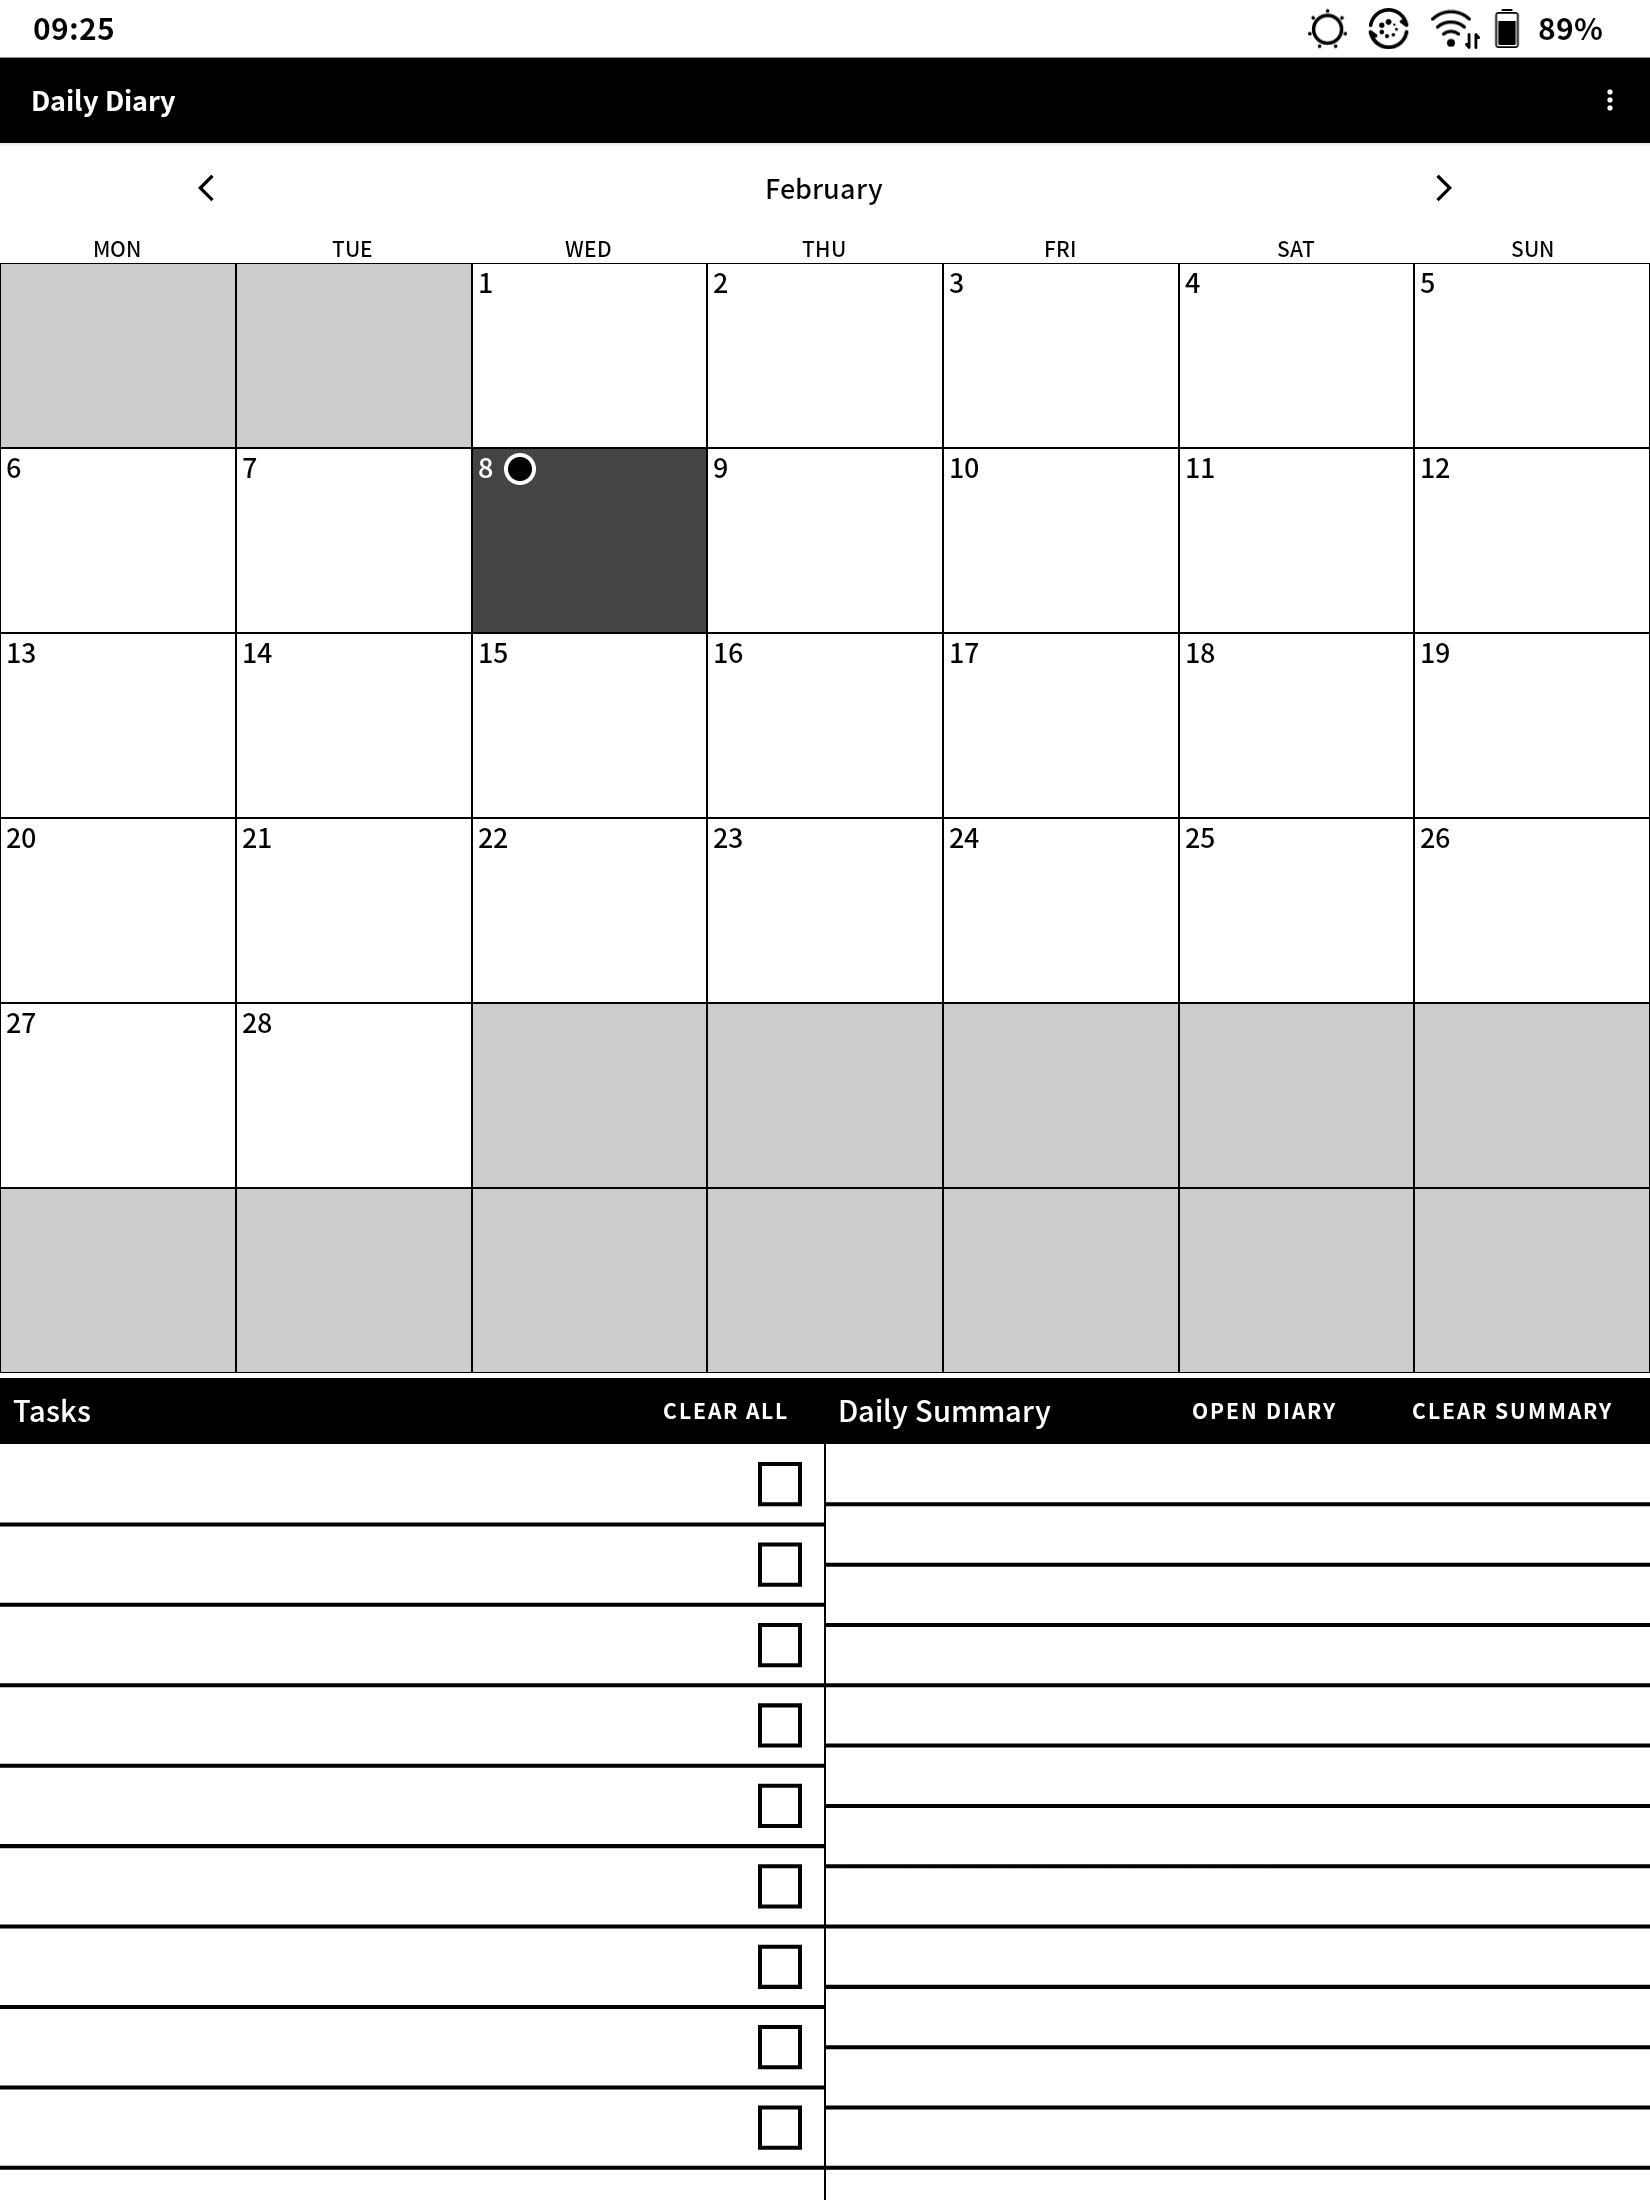 09:25 89%
Daily Diary
February
MON TUE WED THU FRI SAT SUN
1 2 3 4 5
6 7 8 9 10 11 12
13 14 15 16 17 18 19
20 21 22 23 24 25 26
27 28
Tasks CLEAR ALL Daily Summary OPEN DIARY CLEAR SUMMARY